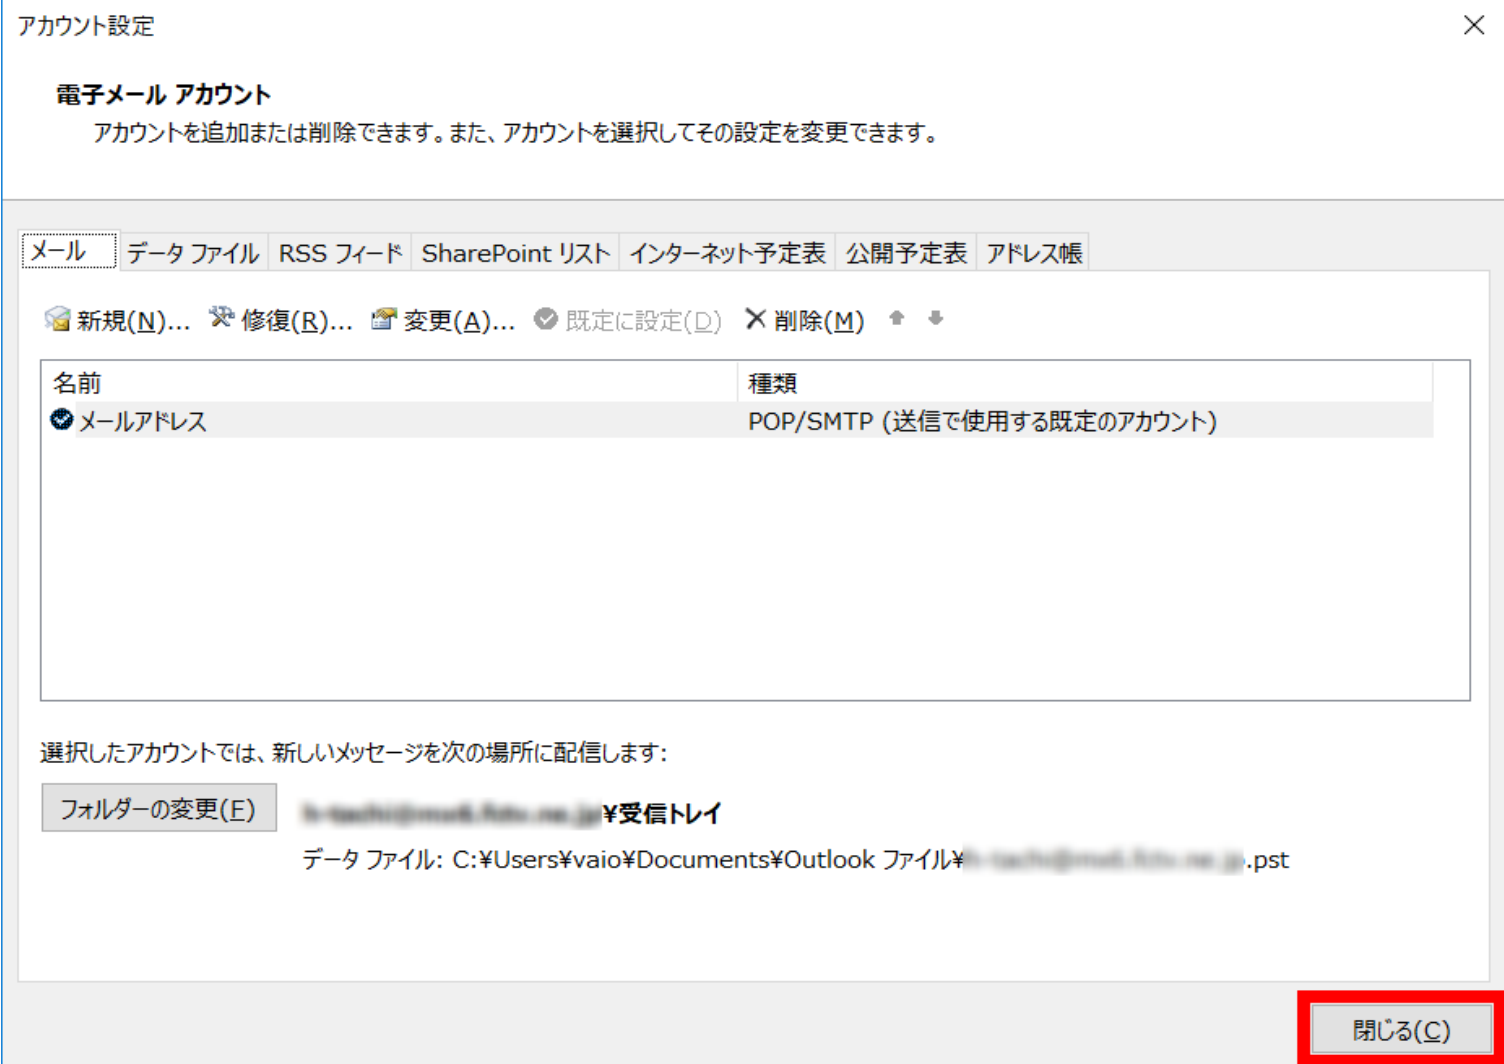 アカウント設定
電子メール アカウント
アカウントを追加または削除できます。また、アカウントを選択してその設定を変更できます。
メール データ ファイル RSS フィード SharePoint リスト インターネット予定表 公開予定表 アドレス帳
新規(N)... 修復(R)... 変更(A)... 既定に設定(D) 削除(M)
名前 種類
メールアドレス POP/SMTP (送信で使用する既定のアカウント)
選択したアカウントでは、新しいメッセージを次の場所に配信します:
フォルダーの変更(F) ¥受信トレイ
データ ファイル: C:¥Users¥vaio¥Documents¥Outlook ファイル¥ .pst
閉じる(C)